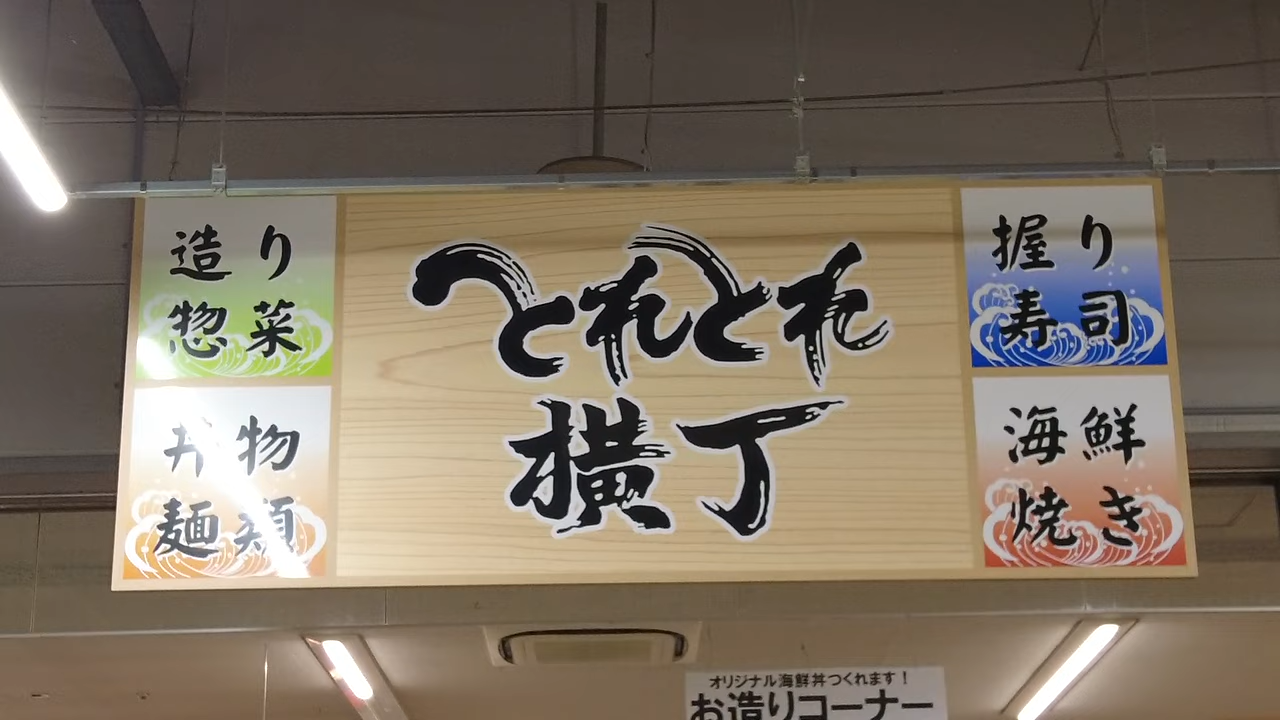 造り
惣菜
丼物
麺類
とれとれ
横丁
握り
寿司
海鮮
焼き
オリジナル海鮮丼つくれます！
お造りコーナー